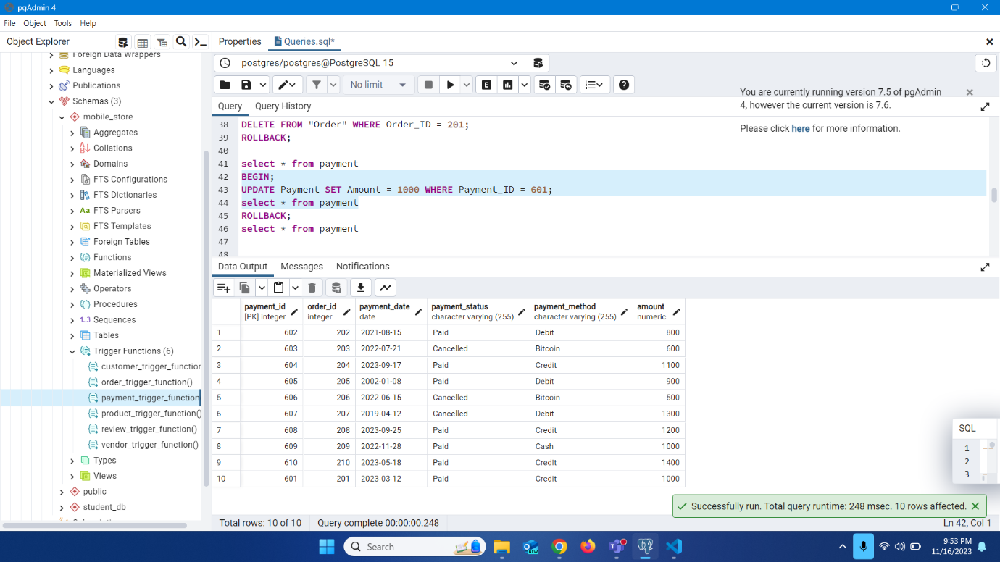 pgAdmin 4
File Object Tools Help
Object Explorer
Properties
Queries.sql*
Foreign Data Wrappers
Languages
Publications
Schemas (3)
mobile_store
Aggregates
Collations
Domains
FTS Configurations
FTS Dictionaries
Aa FTS Parsers
FTS Templates
Foreign Tables
Functions
Materialized Views
Operators
Procedures
1..3 Sequences
Tables
Trigger Functions (6)
customer_trigger_function
order_trigger_function()
payment_trigger_function
product_trigger_function()
review_trigger_function()
vendor_trigger_function()
Types
Views
public
student_db
postgres/postgres@PostgreSQL 15
No limit
E
You are currently running version 7.5 of pgAdmin
4, however the current version is 7.6.
Please click here for more information.
Query Query History
38 DELETE FROM "Order" WHERE Order_ID = 201;
39 ROLLBACK;
40
41 select * from payment
42 BEGIN;
43 UPDATE Payment SET Amount = 1000 WHERE Payment_ID = 601;
44 select * from payment
45 ROLLBACK;
46 select * from payment
47
48
Data Output Messages Notifications
payment_id order_id payment_date payment_status payment_method amount
[PK] integer integer date character varying (255) character varying (255) numeric
1 602 202 2021-08-15 Paid Debit 800
2 603 203 2022-07-21 Cancelled Bitcoin 600
3 604 204 2023-09-17 Paid Credit 1100
4 605 205 2002-01-08 Paid Debit 900
5 606 206 2022-06-15 Cancelled Bitcoin 500
6 607 207 2019-04-12 Cancelled Debit 1300
7 608 208 2023-09-25 Paid Credit 1200
8 609 209 2022-11-28 Paid Cash 1000
9 610 210 2023-05-18 Paid Credit 1400
10 601 201 2023-03-12 Paid Credit 1000
SQL
1
2
3
Successfully run. Total query runtime: 248 msec. 10 rows affected.
Total rows: 10 of 10 Query complete 00:00:00.248 Ln 42, Col 1
Search
NEW
9:53 PM
11/16/2023